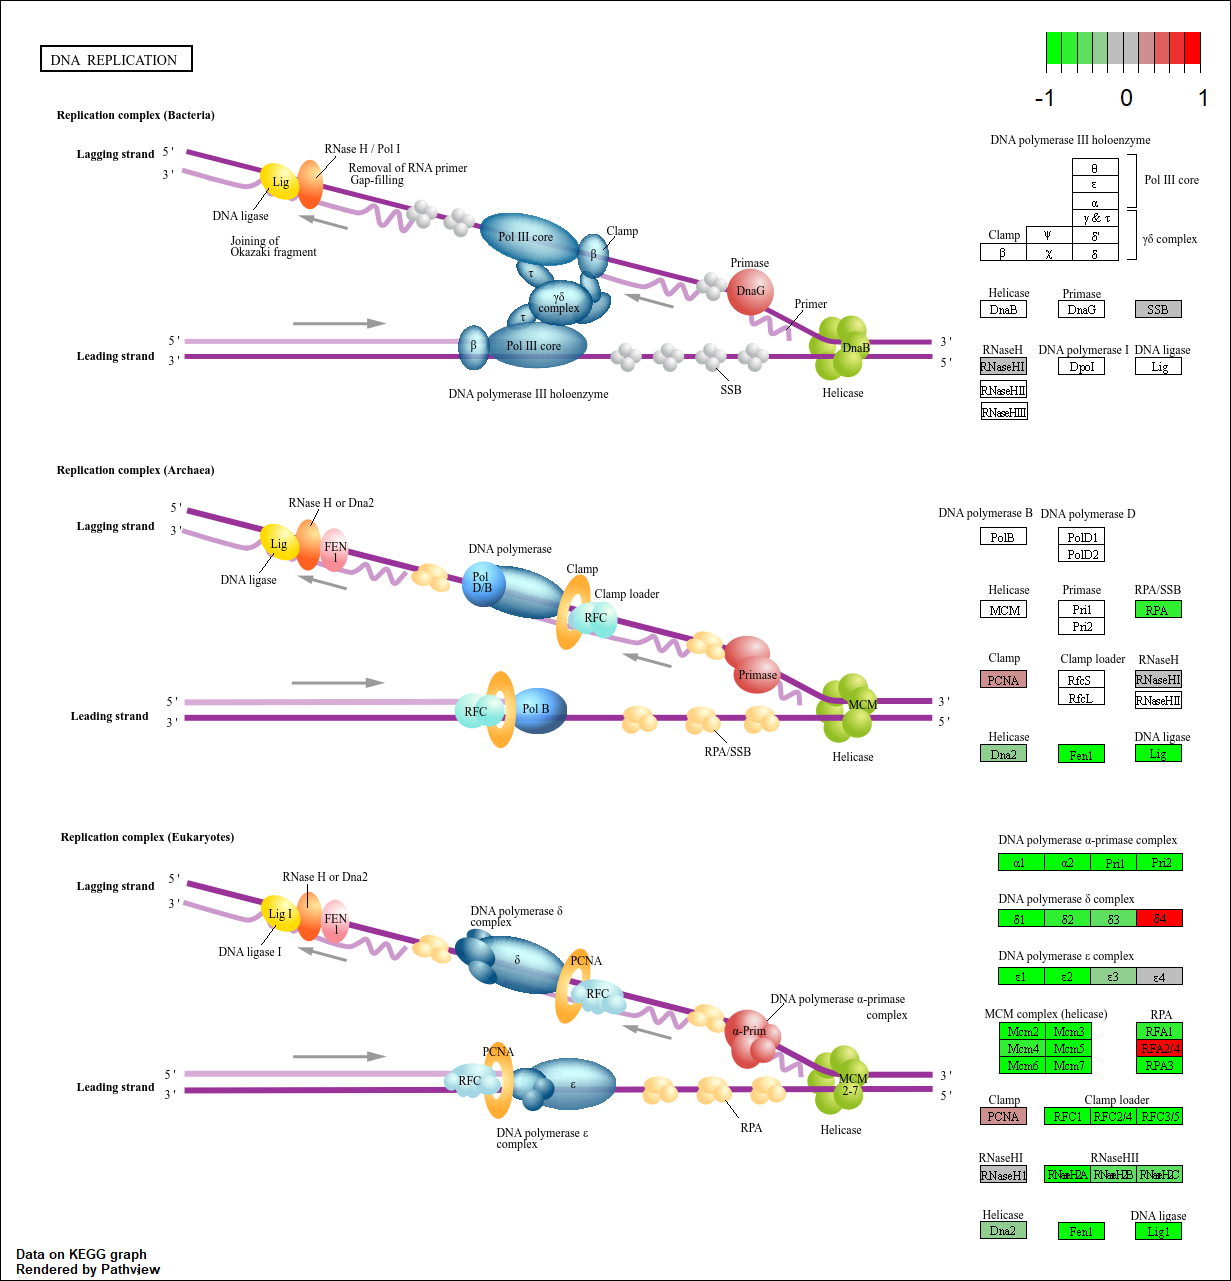 DNA REPLICATION
-1 0 1
Replication complex (Bacteria)
Lagging strand
5 '
3 '
Lig
RNase H / Pol I
Removal of RNA primer
Gap-filling
DNA ligase
Joining of
Okazaki fragment
Pol III core
Clamp
β
τ
γδ
complex
τ
Primase
DnaG
Primer
5 '
Leading strand
3 '
β
Pol III core
DnaB
3 '
5 '
SSB
Helicase
DNA polymerase III holoenzyme
DNA polymerase III holoenzyme
θ
ε
α
Pol III core
γ & τ
Clamp
ψ
δ'
γδ complex
β
χ
δ
Helicase
DnaB
Primase
DnaG
SSB
RNaseH
RNaseHI
RNaseHII
RNaseHIII
DNA polymerase I
DpoI
DNA ligase
Lig
Replication complex (Archaea)
Lagging strand
5 '
3 '
RNase H or Dna2
Lig
FEN
1
DNA ligase
DNA polymerase
Pol
D/B
Clamp
Clamp loader
RFC
Primase
5 '
Leading strand
3 '
RFC
Pol B
MCM
3 '
5 '
RPA/SSB
Helicase
DNA polymerase B
PolB
DNA polymerase D
PolD1
PolD2
Helicase
MCM
Primase
Pri1
Pri2
RPA/SSB
RPA
Clamp
PCNA
Clamp loader
RfcS
RfcL
RNaseH
RNaseHI
RNaseHII
Helicase
Dna2
Fen1
DNA ligase
Lig
Replication complex (Eukaryotes)
Lagging strand
5 '
3 '
RNase H or Dna2
Lig I
FEN
1
DNA ligase I
DNA polymerase δ
complex
δ
PCNA
RFC
DNA polymerase α-primase
complex
α-Prim
5 '
Leading strand
3 '
PCNA
RFC
ε
MCM
2-7
3 '
5 '
RPA
Helicase
DNA polymerase ε
complex
DNA polymerase α-primase complex
α1 α2 Pri1 Pri2
DNA polymerase δ complex
δ1 δ2 δ3 δ4
DNA polymerase ε complex
ε1 ε2 ε3 ε4
MCM complex (helicase)
Mcm2 Mcm3
Mcm4 Mcm5
Mcm6 Mcm7
RPA
RFA1
RFA2/4
RPA3
Clamp
PCNA
Clamp loader
RFC1 RFC2/4 RFC3/5
RNaseHI
RNaseH1
RNaseHII
RNaseH2A RNaseH2B RNaseH2C
Helicase
Dna2
Fen1
DNA ligase
Lig1
Data on KEGG graph
Rendered by Pathview